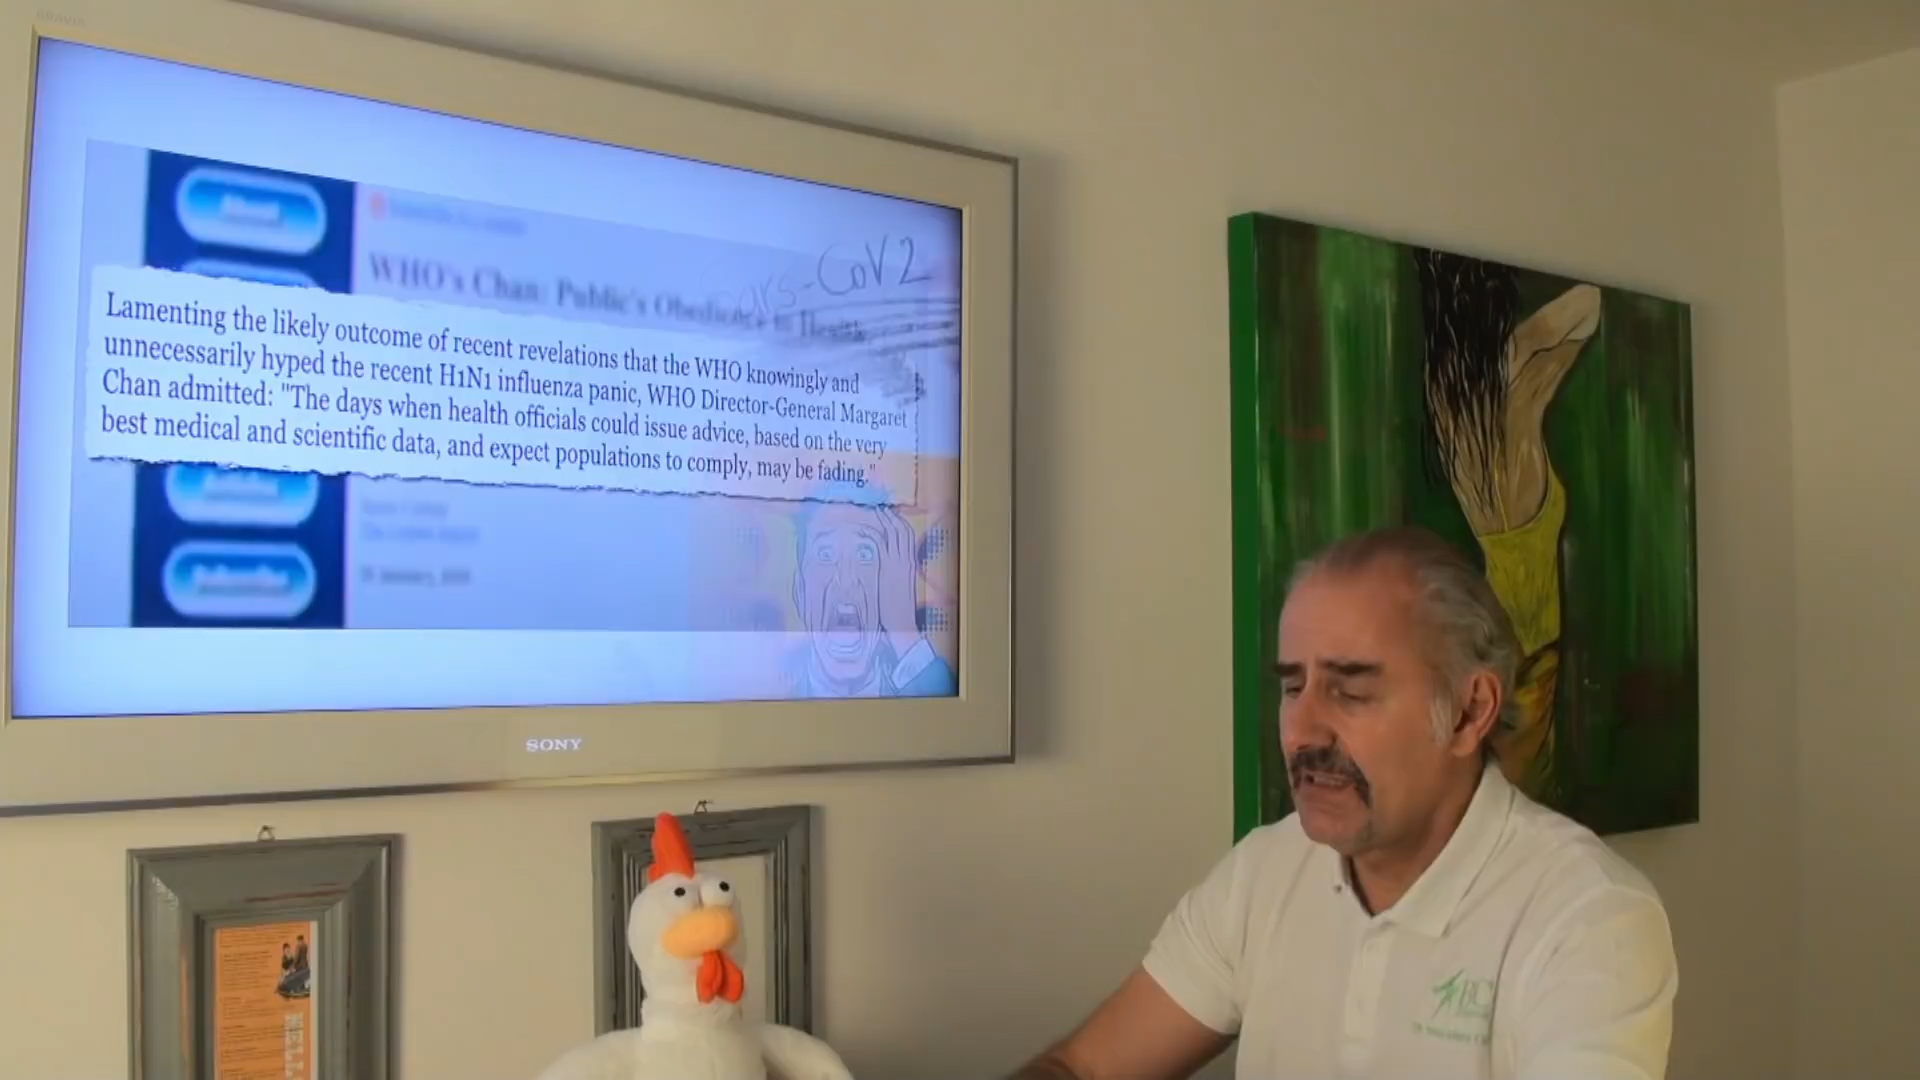 BRAVIA
WHO's Chan: Public's Obedience to Health
CoV2
Lamenting the likely outcome of recent revelations that the WHO knowingly and
unnecessarily hyped the recent H1N1 influenza panic, WHO Director-General Margaret
Chan admitted: "The days when health officials could issue advice, based on the very
best medical and scientific data, and expect populations to comply, may be fading."
SONY